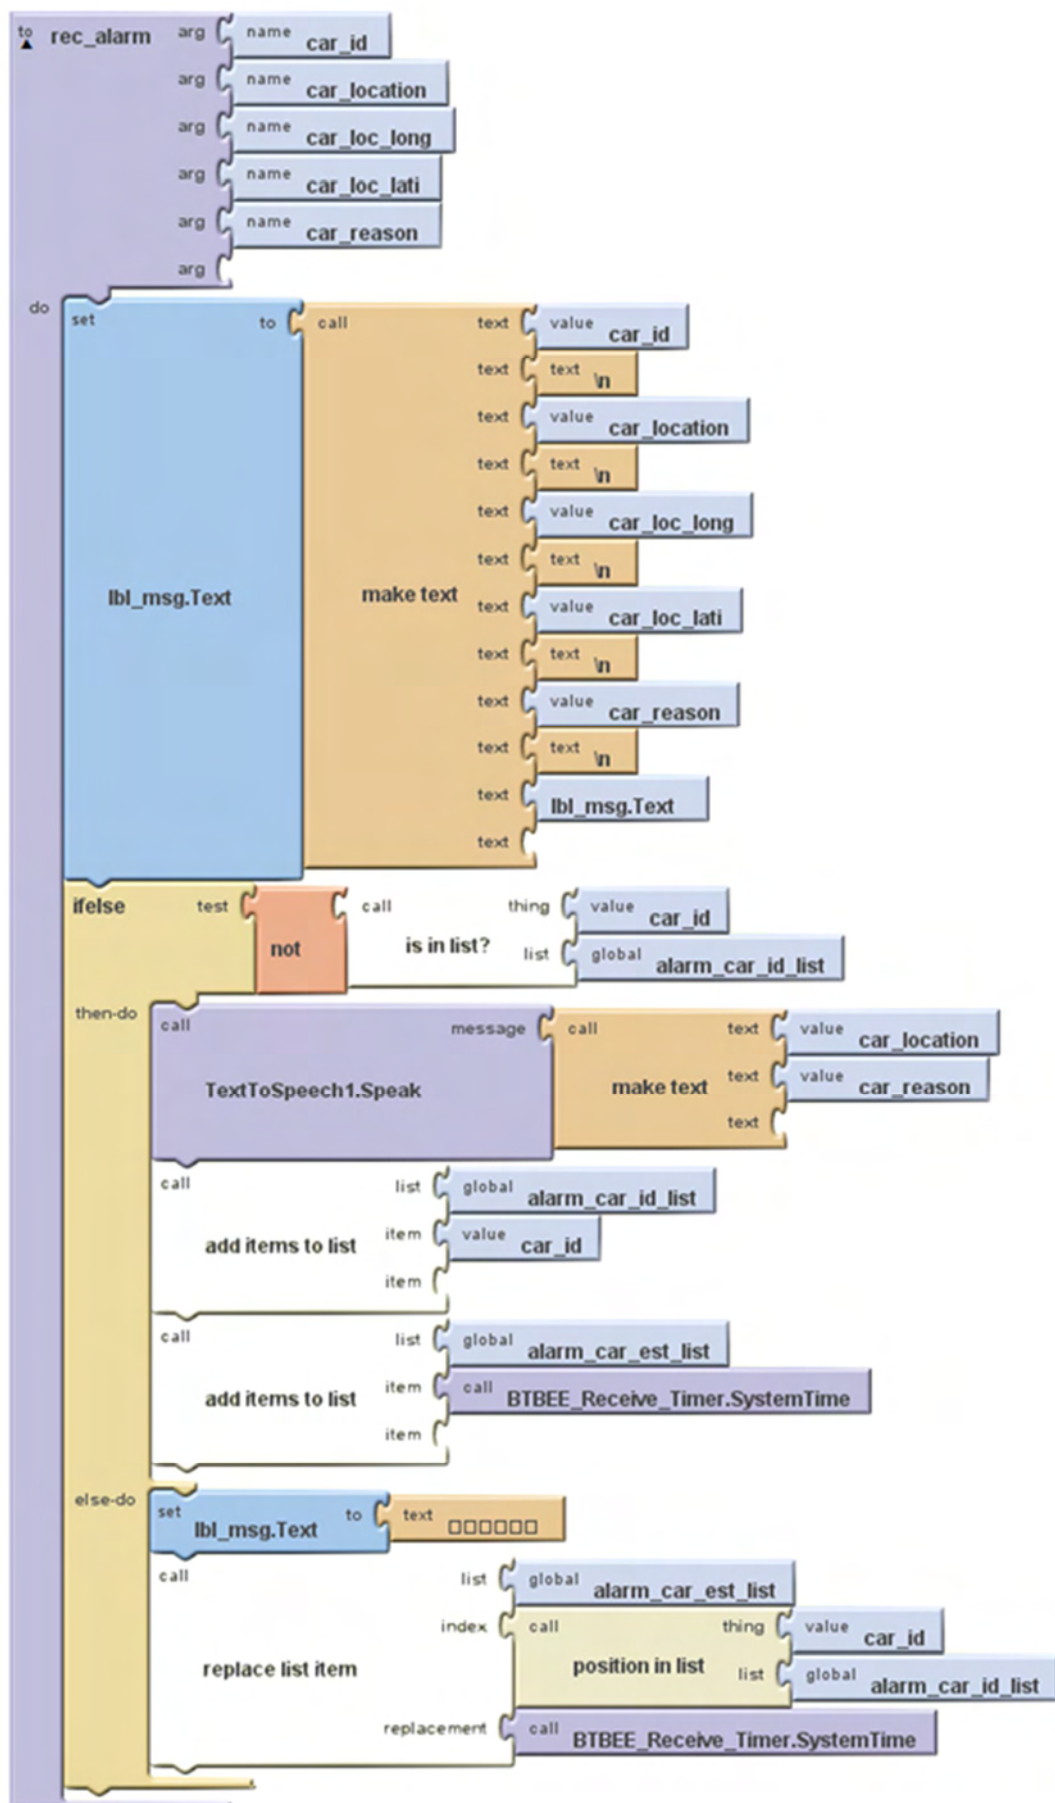 to rec_alarm arg name car_id
arg name car_location
arg name car_loc_long
arg name car_loc_lati
arg name car_reason
arg
do set to call text value car_id
text text \n
text value car_location
text text \n
text value car_loc_long
text text \n
lbl_msg.Text make text text value car_loc_lati
text text \n
text value car_reason
text text \n
text lbl_msg.Text
text
ifelse test not call is in list? thing value car_id
list global alarm_car_id_list
then-do call message call text value car_location
TextToSpeech1.Speak make text text value car_reason
text
call list global alarm_car_id_list
add items to list item value car_id
item
call list global alarm_car_est_list
add items to list item call BTBEE_Receive_Timer.SystemTime
item
else-do set lbl_msg.Text to text □□□□□□
call list global alarm_car_est_list
index call thing value car_id
replace list item position in list list global alarm_car_id_list
replacement call BTBEE_Receive_Timer.SystemTime